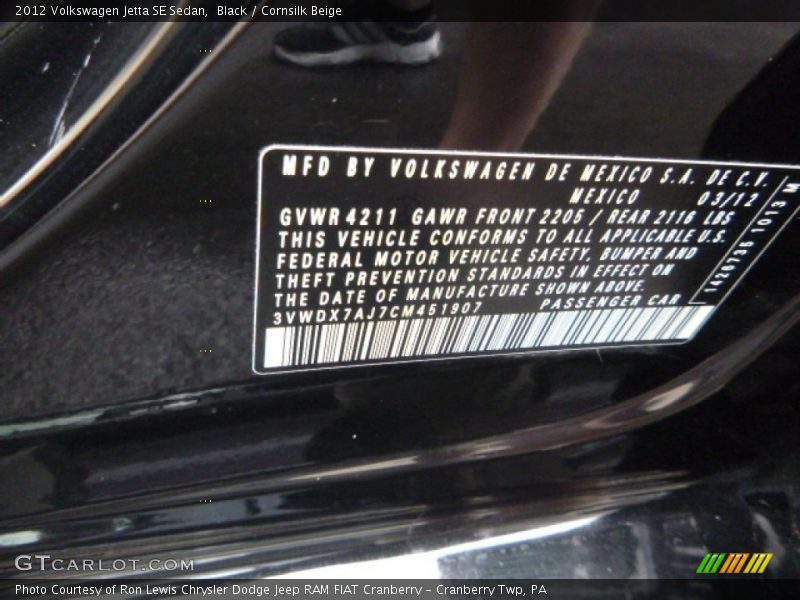 2012 Volkswagen Jetta SE Sedan, Black / Cornsilk Beige
MFD BY VOLKSWAGEN DE MEXICO S.A. DE C.V.
MEXICO 03/12
GVWR 4211 GAWR FRONT 2205 / REAR 2116 LBS
THIS VEHICLE CONFORMS TO ALL APPLICABLE U.S.
FEDERAL MOTOR VEHICLE SAFETY, BUMPER AND
THEFT PREVENTION STANDARDS IN EFFECT ON
THE DATE OF MANUFACTURE SHOWN ABOVE.
3VWDX7AJ7CM451907 PASSENGER CAR
1426735 1013 M
GTCARLOT.COM
Photo Courtesy of Ron Lewis Chrysler Dodge Jeep RAM FIAT Cranberry – Cranberry Twp, PA